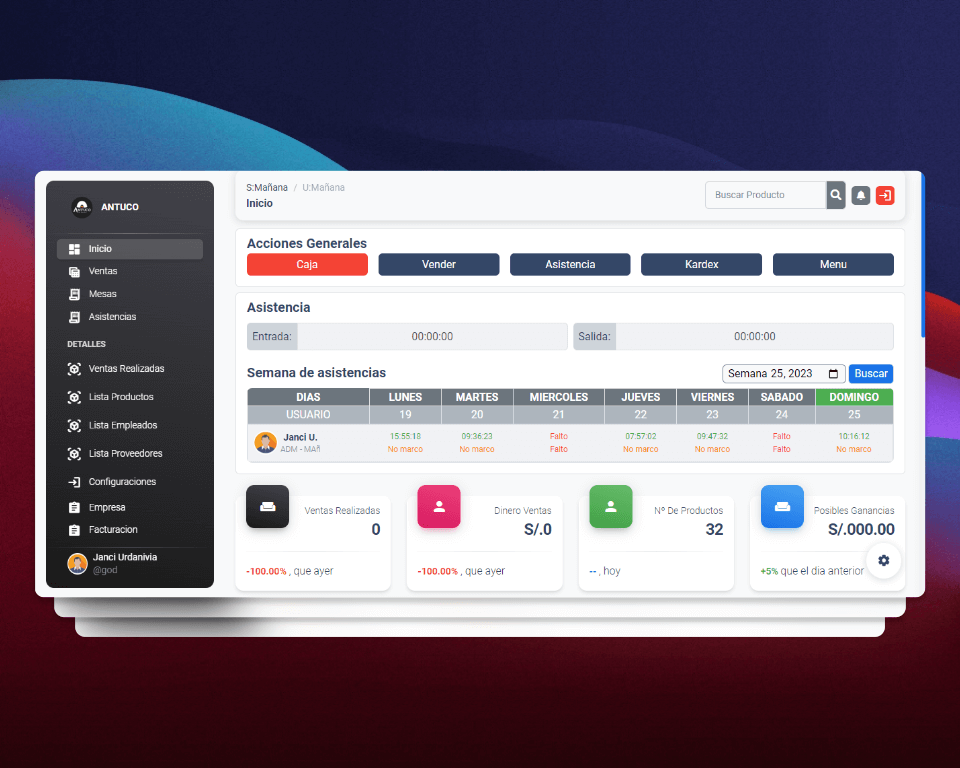 ANTUCO
Inicio
Ventas
Mesas
Asistencias
DETALLES
Ventas Realizadas
Lista Productos
Lista Empleados
Lista Proveedores
Configuraciones
Empresa
Facturacion
Janci Urdanivia
@god
S:Mañana / U:Mañana
Inicio
Buscar Producto
Acciones Generales
Caja Vender Asistencia Kardex Menu
Asistencia
Entrada: 00:00:00 Salida: 00:00:00
Semana de asistencias Semana 25, 2023 Buscar
DIAS LUNES MARTES MIERCOLES JUEVES VIERNES SABADO DOMINGO
USUARIO 19 20 21 22 23 24 25
Janci U. 15:55:18 09:36:23 Falto 07:57:02 09:47:32 Falto 10:16:12
ADM - MAñ No marco No marco Falto No marco No marco Falto No marco
Ventas Realizadas
0
-100.00% , que ayer
Dinero Ventas
S/.0
-100.00% , que ayer
Nº De Productos
32
-- , hoy
Posibles Ganancias
S/.000.00
+5% que el dia anterior